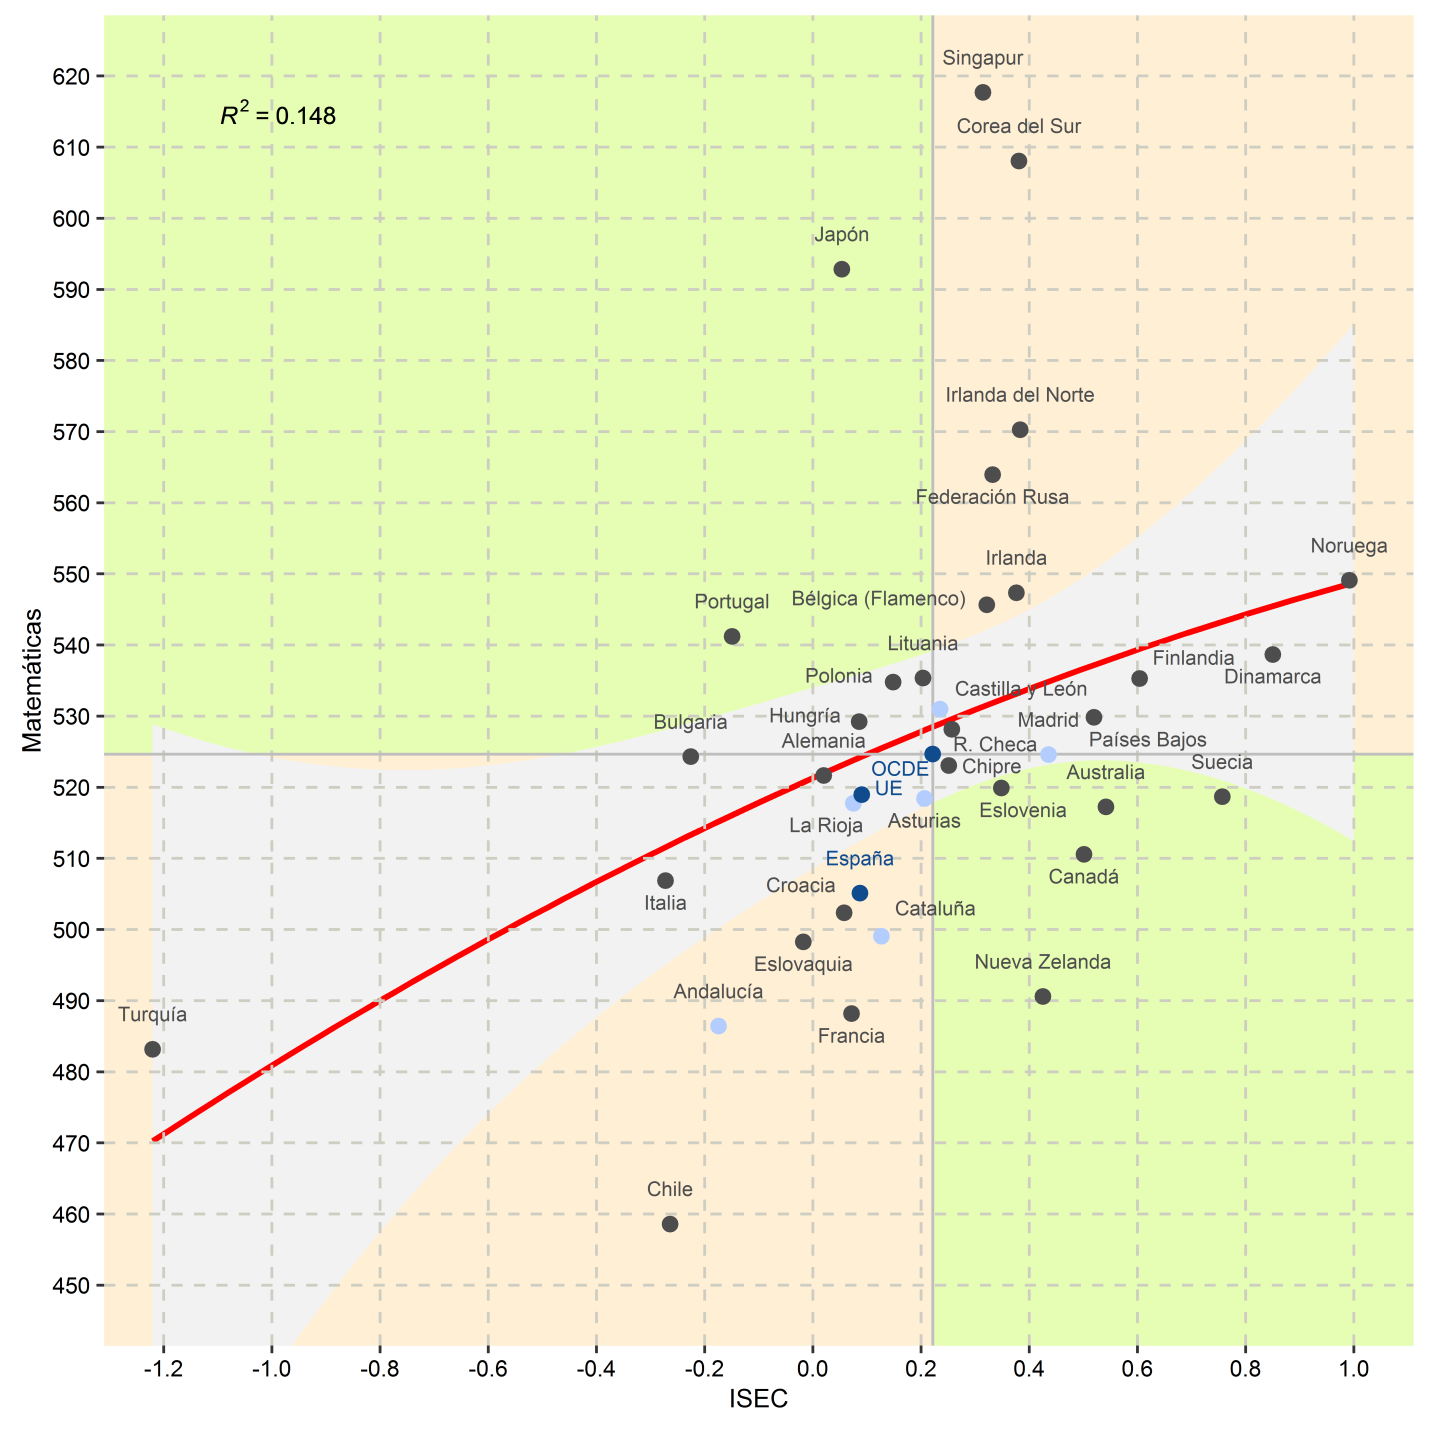 Singapur
620
R² = 0.148
Corea del Sur
610
600
Japón
590
580
Irlanda del Norte
570
Federación Rusa
560
Irlanda
Noruega
550
Bélgica (Flamenco)
Portugal
Lituania
540
Finlandia
Polonia
Dinamarca
Castilla y León
530
Hungría
Madrid
Bulgaria
Alemania
R. Checa
Países Bajos
OCDE
Chipre
Suecia
Australia
520
UE
Eslovenia
La Rioja
Asturias
510
España
Croacia
Canadá
Italia
Cataluña
500
Eslovaquia
Nueva Zelanda
490
Andalucía
Turquía
Francia
480
470
Chile
460
450
-1.2 -1.0 -0.8 -0.6 -0.4 -0.2 0.0 0.2 0.4 0.6 0.8 1.0
ISEC
Matemáticas